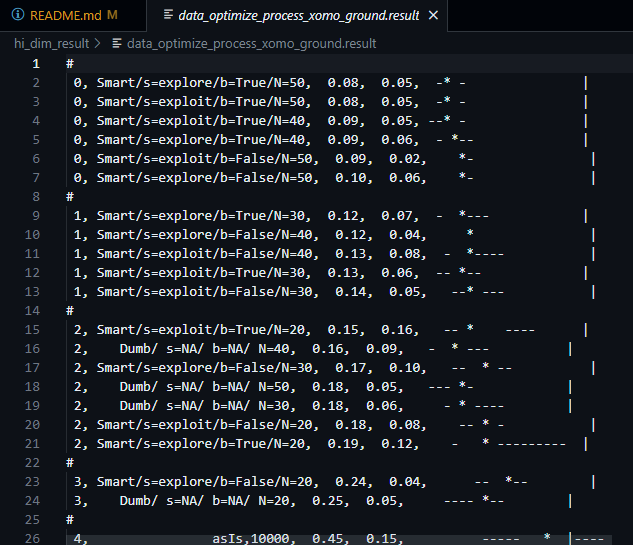 README.md M data_optimize_process_xomo_ground.result ×
hi_dim_result > data_optimize_process_xomo_ground.result
1 #
2 0, Smart/s=explore/b=True/N=50, 0.08, 0.05, -* - |
3 0, Smart/s=exploit/b=True/N=50, 0.08, 0.05, -* - |
4 0, Smart/s=exploit/b=True/N=40, 0.09, 0.05, --* - |
5 0, Smart/s=explore/b=True/N=40, 0.09, 0.06, - *-- |
6 0, Smart/s=explore/b=False/N=50, 0.09, 0.02, *- |
7 0, Smart/s=exploit/b=False/N=50, 0.10, 0.06, *- |
8 #
9 1, Smart/s=explore/b=True/N=30, 0.12, 0.07, - *--- |
10 1, Smart/s=explore/b=False/N=40, 0.12, 0.04, * |
11 1, Smart/s=exploit/b=False/N=40, 0.13, 0.08, - *---- |
12 1, Smart/s=exploit/b=True/N=30, 0.13, 0.06, -- *-- |
13 1, Smart/s=exploit/b=False/N=30, 0.14, 0.05, --* --- |
14 #
15 2, Smart/s=exploit/b=True/N=20, 0.15, 0.16, -- * ---- |
16 2, Dumb/ s=NA/ b=NA/ N=40, 0.16, 0.09, - * --- |
17 2, Smart/s=explore/b=False/N=30, 0.17, 0.10, -- * -- |
18 2, Dumb/ s=NA/ b=NA/ N=50, 0.18, 0.05, --- *- |
19 2, Dumb/ s=NA/ b=NA/ N=30, 0.18, 0.06, - * ---- |
20 2, Smart/s=exploit/b=False/N=20, 0.18, 0.08, -- * - |
21 2, Smart/s=explore/b=True/N=20, 0.19, 0.12, - * --------- |
22 #
23 3, Smart/s=explore/b=False/N=20, 0.24, 0.04, -- *-- |
24 3, Dumb/ s=NA/ b=NA/ N=20, 0.25, 0.05, ---- *-- |
25 #
26 4, asIs,10000, 0.45, 0.15, ----- * |----